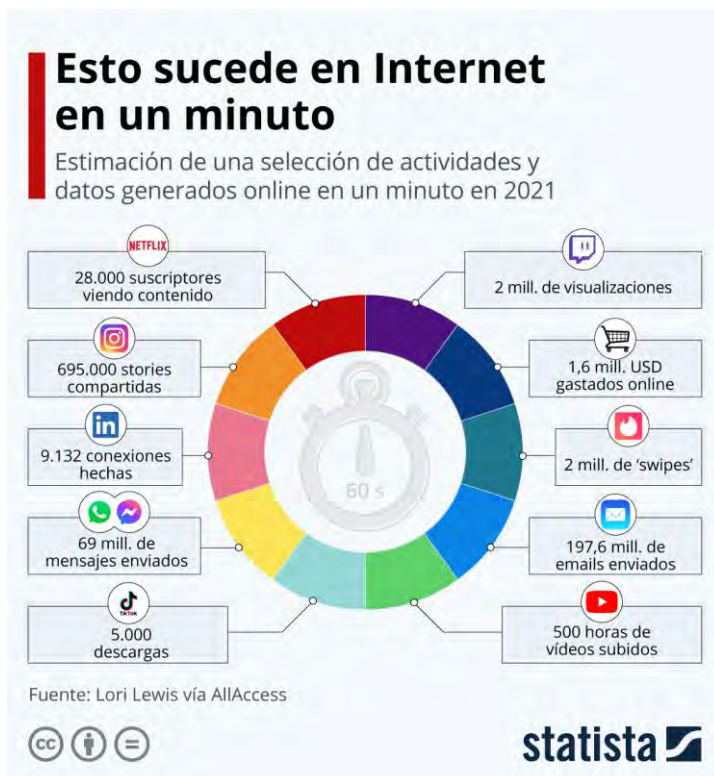 Esto sucede en Internet
en un minuto
Estimación de una selección de actividades y
datos generados online en un minuto en 2021
NETFLIX
28.000 suscriptores
viendo contenido
695.000 stories
compartidas
in
9.132 conexiones
hechas
69 mill. de
mensajes enviados
TikTok
5.000
descargas
2 mill. de visualizaciones
1,6 mill. USD
gastados online
2 mill. de ‘swipes’
197,6 mill. de
emails enviados
500 horas de
vídeos subidos
60 s
Fuente: Lori Lewis vía AllAccess
cc
statista